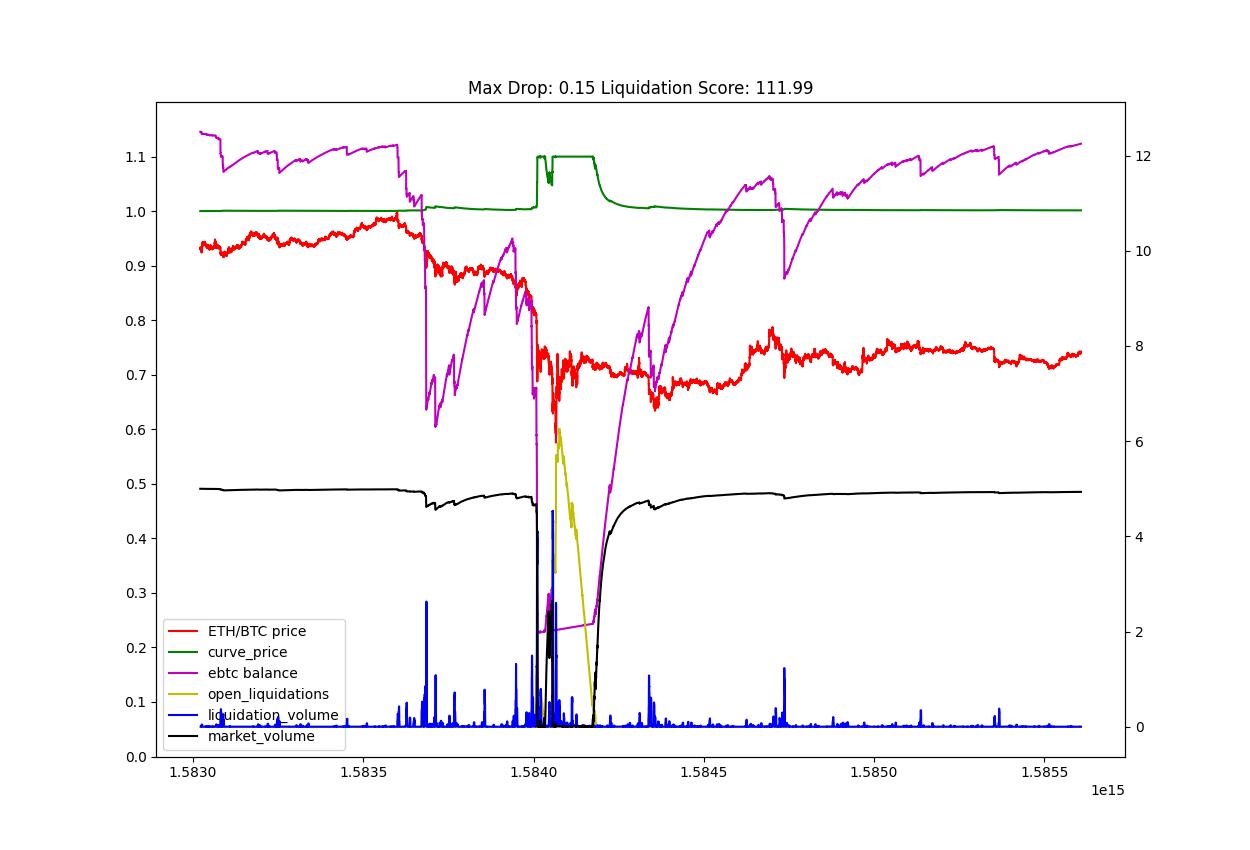 Max Drop: 0.15 Liquidation Score: 111.99
1.1
1.0
0.9
0.8
0.7
0.6
0.5
0.4
0.3
0.2
0.1
0.0
12
10
8
6
4
2
0
ETH/BTC price
curve_price
ebtc balance
open_liquidations
liquidation_volume
market_volume
1.5830 1.5835 1.5840 1.5845 1.5850 1.5855
1e15